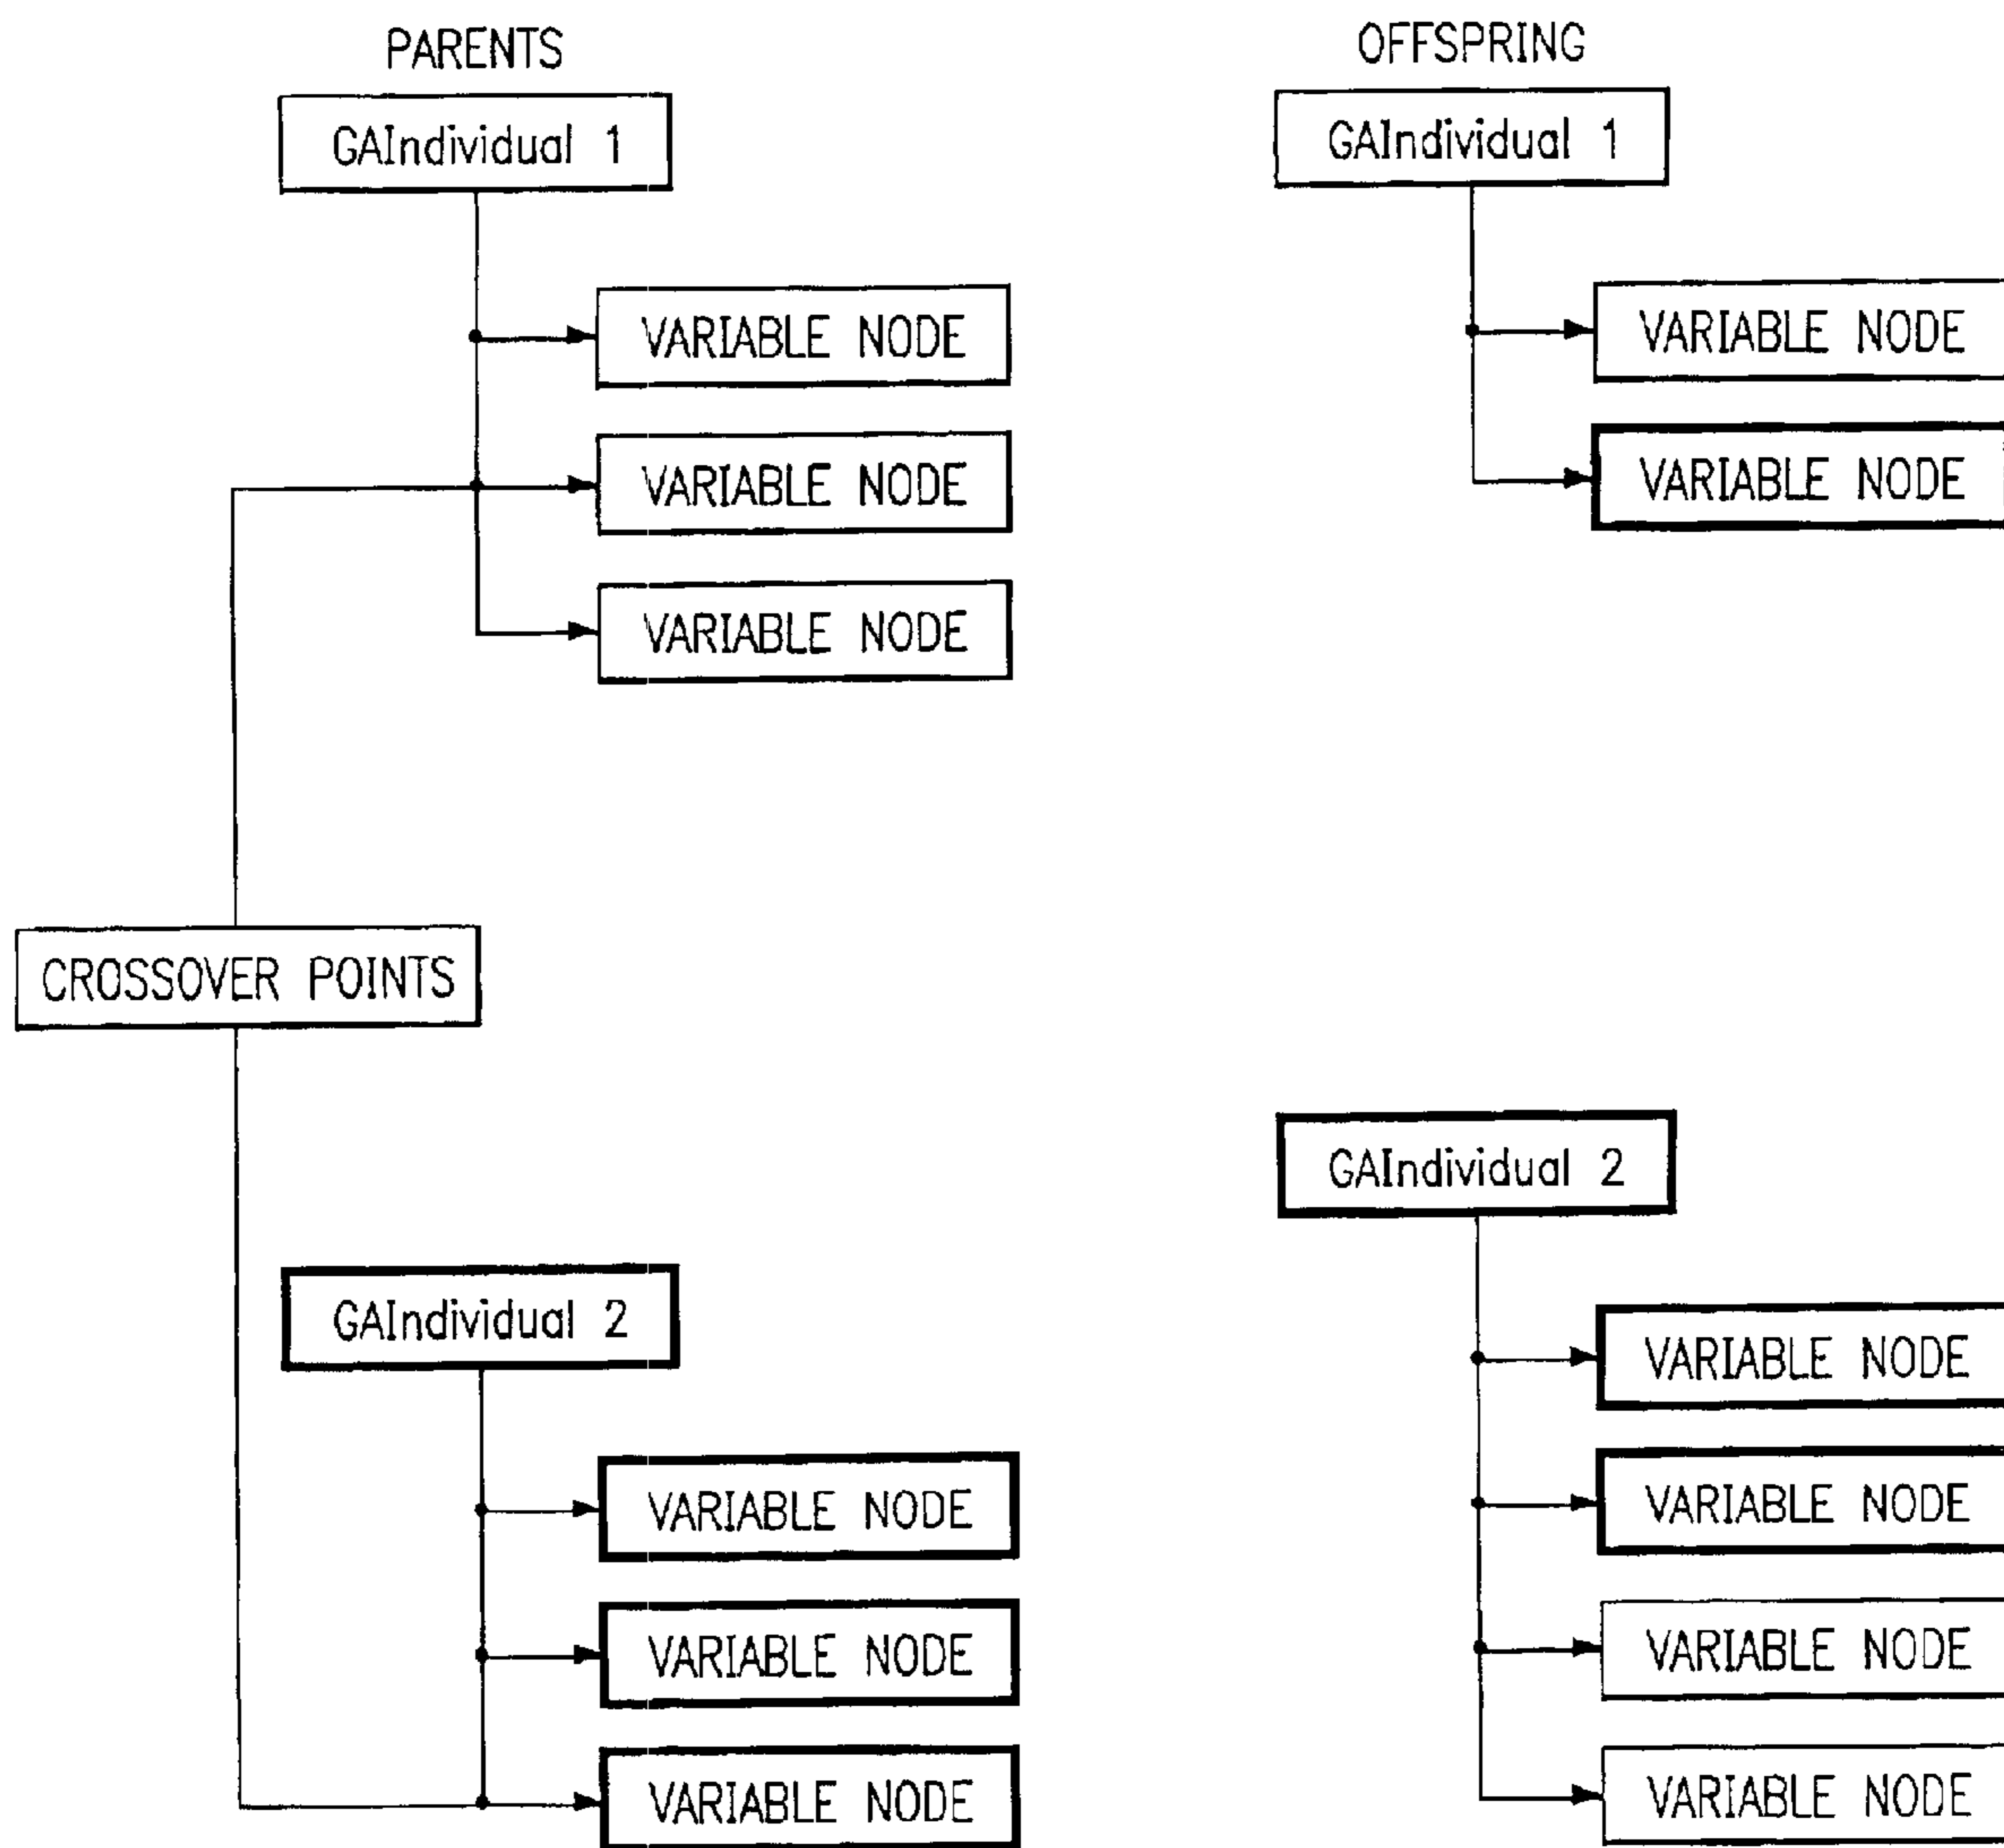 PARENTS
GAIndividual 1
VARIABLE NODE
VARIABLE NODE
VARIABLE NODE
CROSSOVER POINTS
GAIndividual 2
VARIABLE NODE
VARIABLE NODE
VARIABLE NODE
OFFSPRING
GAIndividual 1
VARIABLE NODE
VARIABLE NODE
GAIndividual 2
VARIABLE NODE
VARIABLE NODE
VARIABLE NODE
VARIABLE NODE